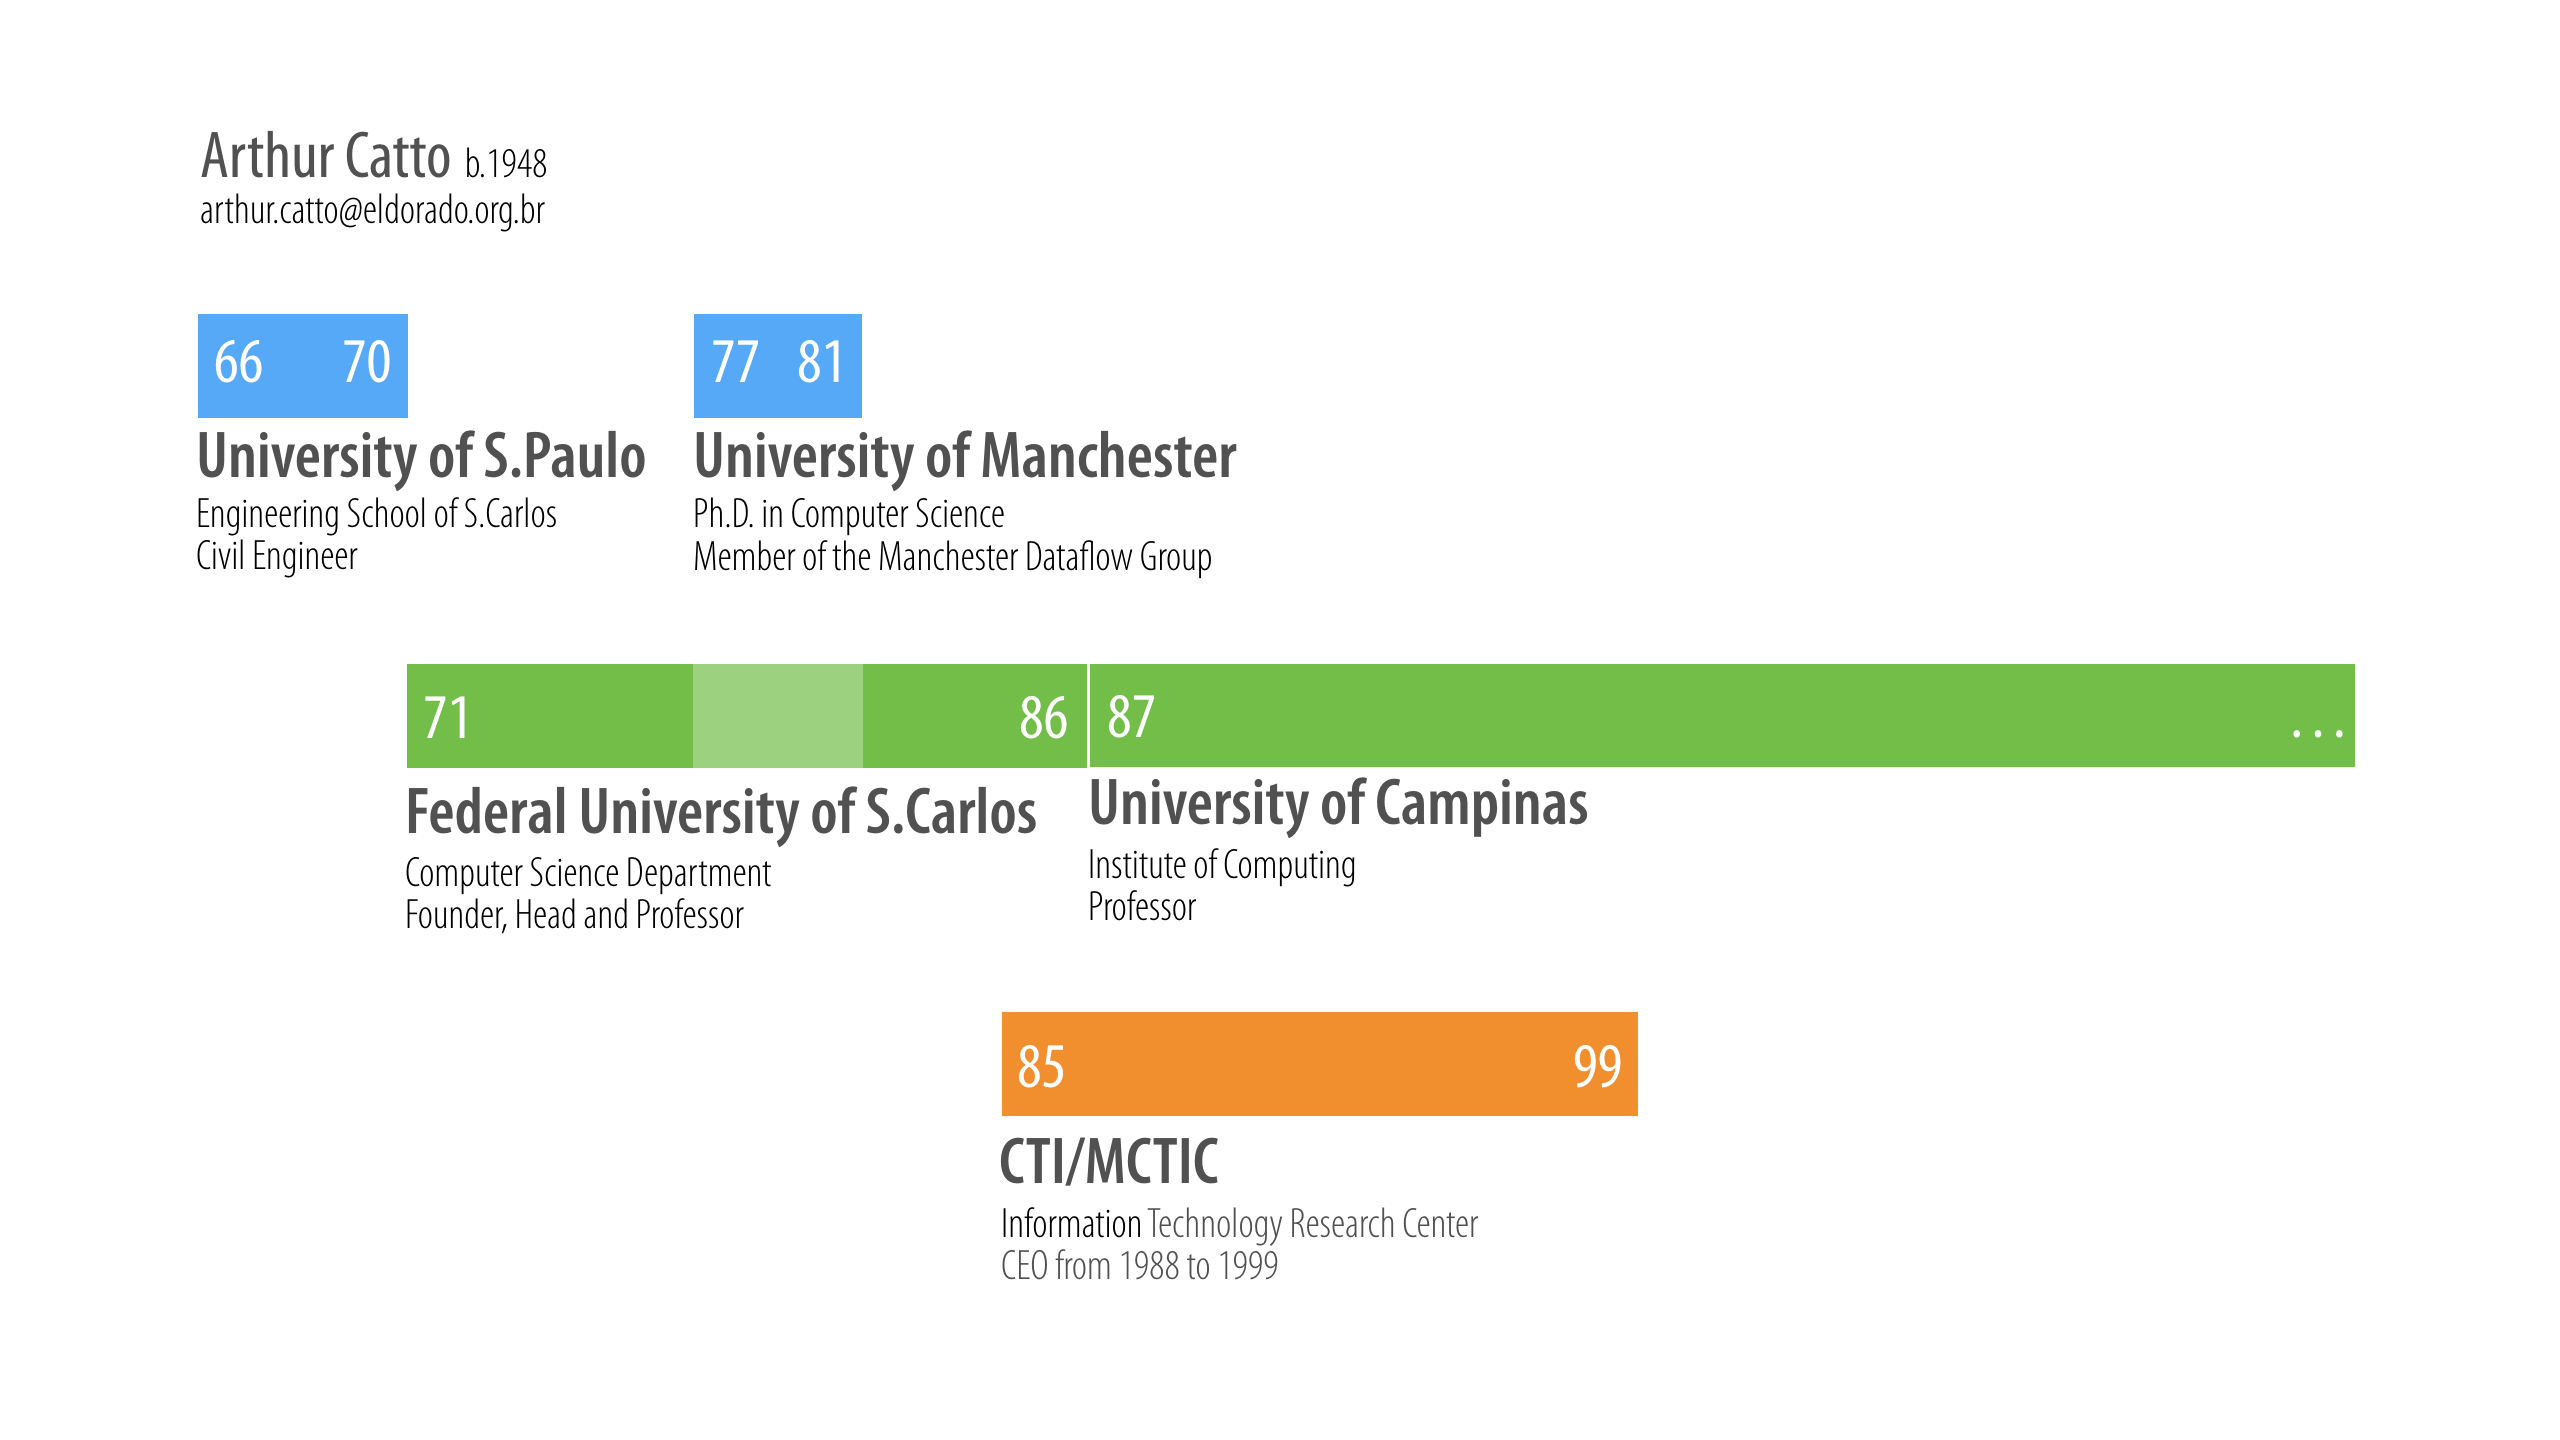 Arthur Catto b.1948
arthur.catto@eldorado.org.br
66 70
University of S.Paulo
Engineering School of S.Carlos
Civil Engineer
77 81
University of Manchester
Ph.D. in Computer Science
Member of the Manchester Dataflow Group
71 86
Federal University of S.Carlos
Computer Science Department
Founder, Head and Professor
87 ...
University of Campinas
Institute of Computing
Professor
85 99
CTI/MCTIC
Information Technology Research Center
CEO from 1988 to 1999